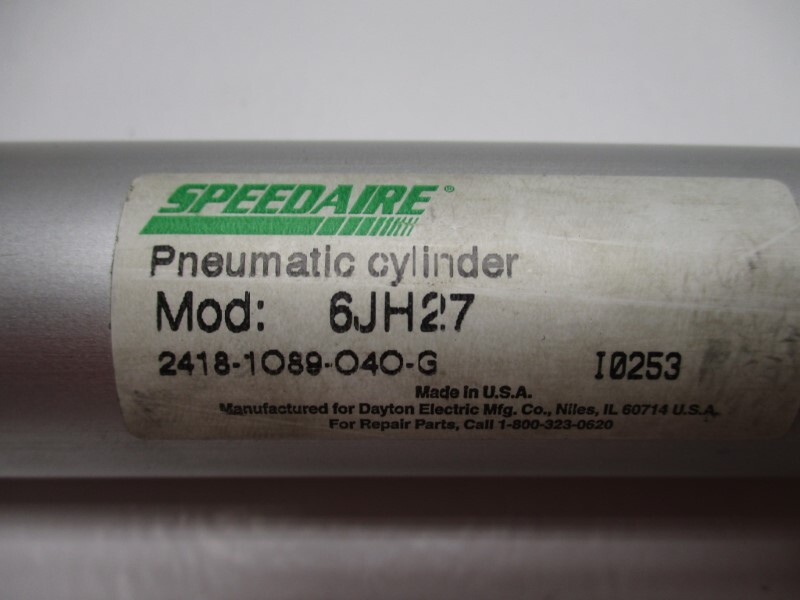 SPEEDAIRE®
Pneumatic cylinder
Mod: 6JH27
2418-1089-040-G I0253
Made in U.S.A.
Manufactured for Dayton Electric Mfg. Co., Niles, IL 60714 U.S.A.
For Repair Parts, Call 1-800-323-0620